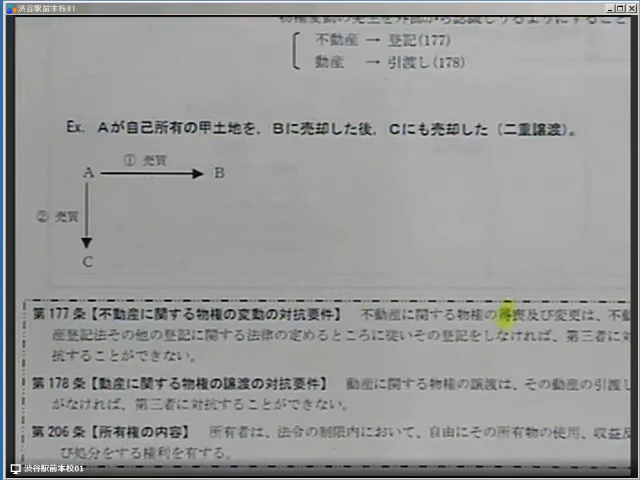 渋谷駅前本校#01
物権変動の発生を外部から認識しうるようにすること
不動産 → 登記(177)
動産 → 引渡し(178)
Ex. Aが自己所有の甲土地を、Bに売却した後、Cにも売却した(二重譲渡)。
① 売買
A B
② 売買
C
第177条【不動産に関する物権の変動の対抗要件】 不動産に関する物権の得喪及び変更は、不動
産登記法その他の登記に関する法律の定めるところに従いその登記をしなければ、第三者に対
抗することができない。
第178条【動産に関する物権の譲渡の対抗要件】 動産に関する物権の譲渡は、その動産の引渡し
がなければ、第三者に対抗することができない。
第206条【所有権の内容】 所有者は、法令の制限内において、自由にその所有物の使用、収益及
び処分をする権利を有する。
渋谷駅前本校01